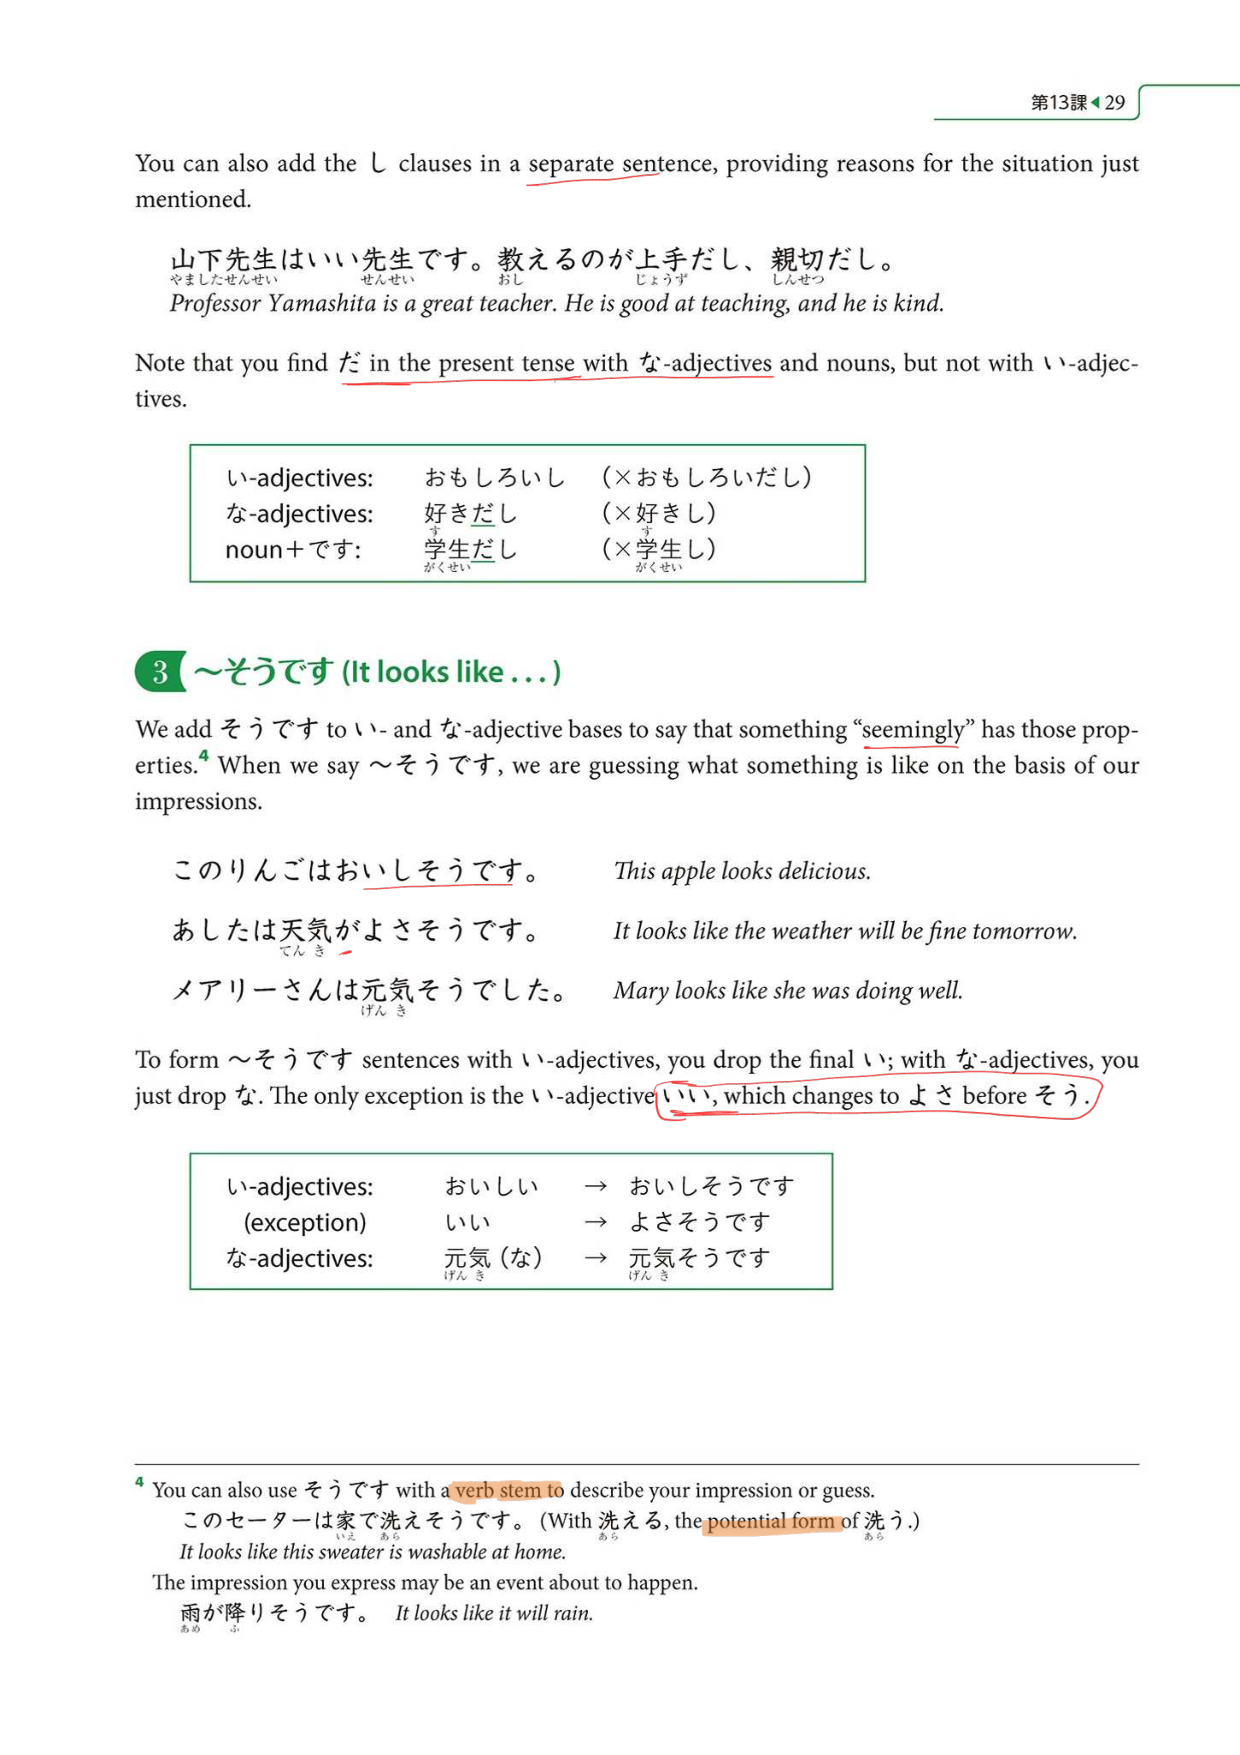 第13課◀29
You can also add the し clauses in a separate sentence, providing reasons for the situation just
mentioned.
山下先生はいい先生です。教えるのが上手だし、親切だし。
やましたせんせい せんせい おし じょうず しんせつ
Professor Yamashita is a great teacher. He is good at teaching, and he is kind.
Note that you find だ in the present tense with な-adjectives and nouns, but not with い-adjec-
tives.
い-adjectives: おもしろいし (×おもしろいだし)
な-adjectives: 好きだし (×好きし)
す す
noun＋です: 学生だし (×学生し)
がくせい がくせい
3 〜そうです (It looks like . . . )
We add そうです to い- and な-adjective bases to say that something “seemingly” has those prop-
erties.4 When we say 〜そうです, we are guessing what something is like on the basis of our
impressions.
このりんごはおいしそうです。 This apple looks delicious.
あしたは天気がよさそうです。 It looks like the weather will be fine tomorrow.
てんき
メアリーさんは元気そうでした。 Mary looks like she was doing well.
げんき
To form 〜そうです sentences with い-adjectives, you drop the final い; with な-adjectives, you
just drop な. The only exception is the い-adjective いい, which changes to よさ before そう.
い-adjectives: おいしい → おいしそうです
(exception) いい → よさそうです
な-adjectives: 元気(な) → 元気そうです
げんき げんき
4 You can also use そうです with a verb stem to describe your impression or guess.
このセーターは家で洗えそうです。 (With 洗える, the potential form of 洗う.)
いえ あら あら あら
It looks like this sweater is washable at home.
The impression you express may be an event about to happen.
雨が降りそうです。 It looks like it will rain.
あめ ふ